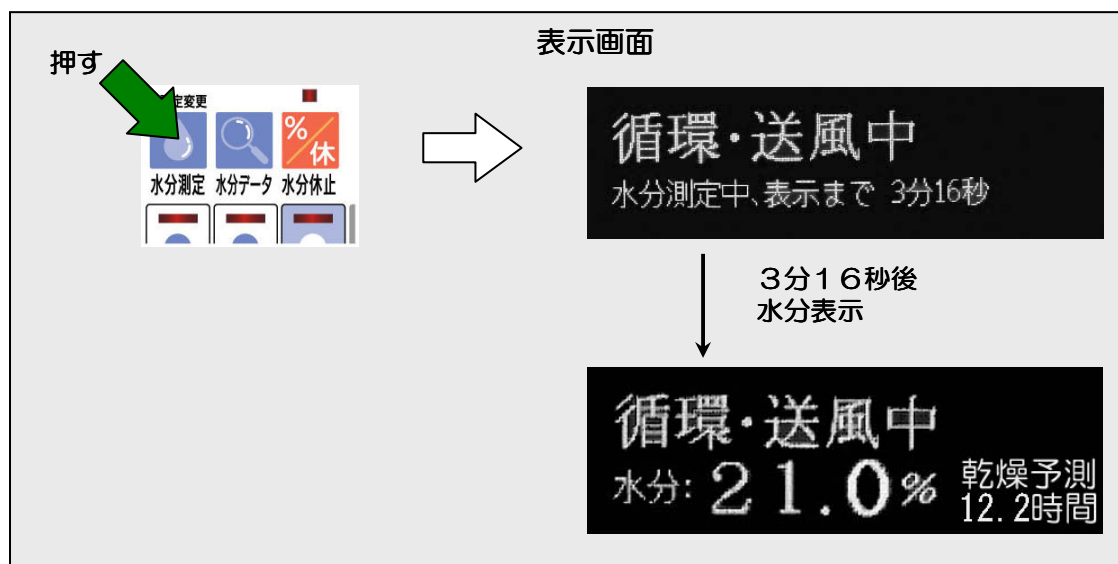 表示画面
押す
定変更
%/休
水分測定 水分データ 水分休止
循環・送風中
水分測定中、表示まで 3分16秒
３分１６秒後
水分表示
循環・送風中
水分:21.0% 乾燥予測
12.2時間